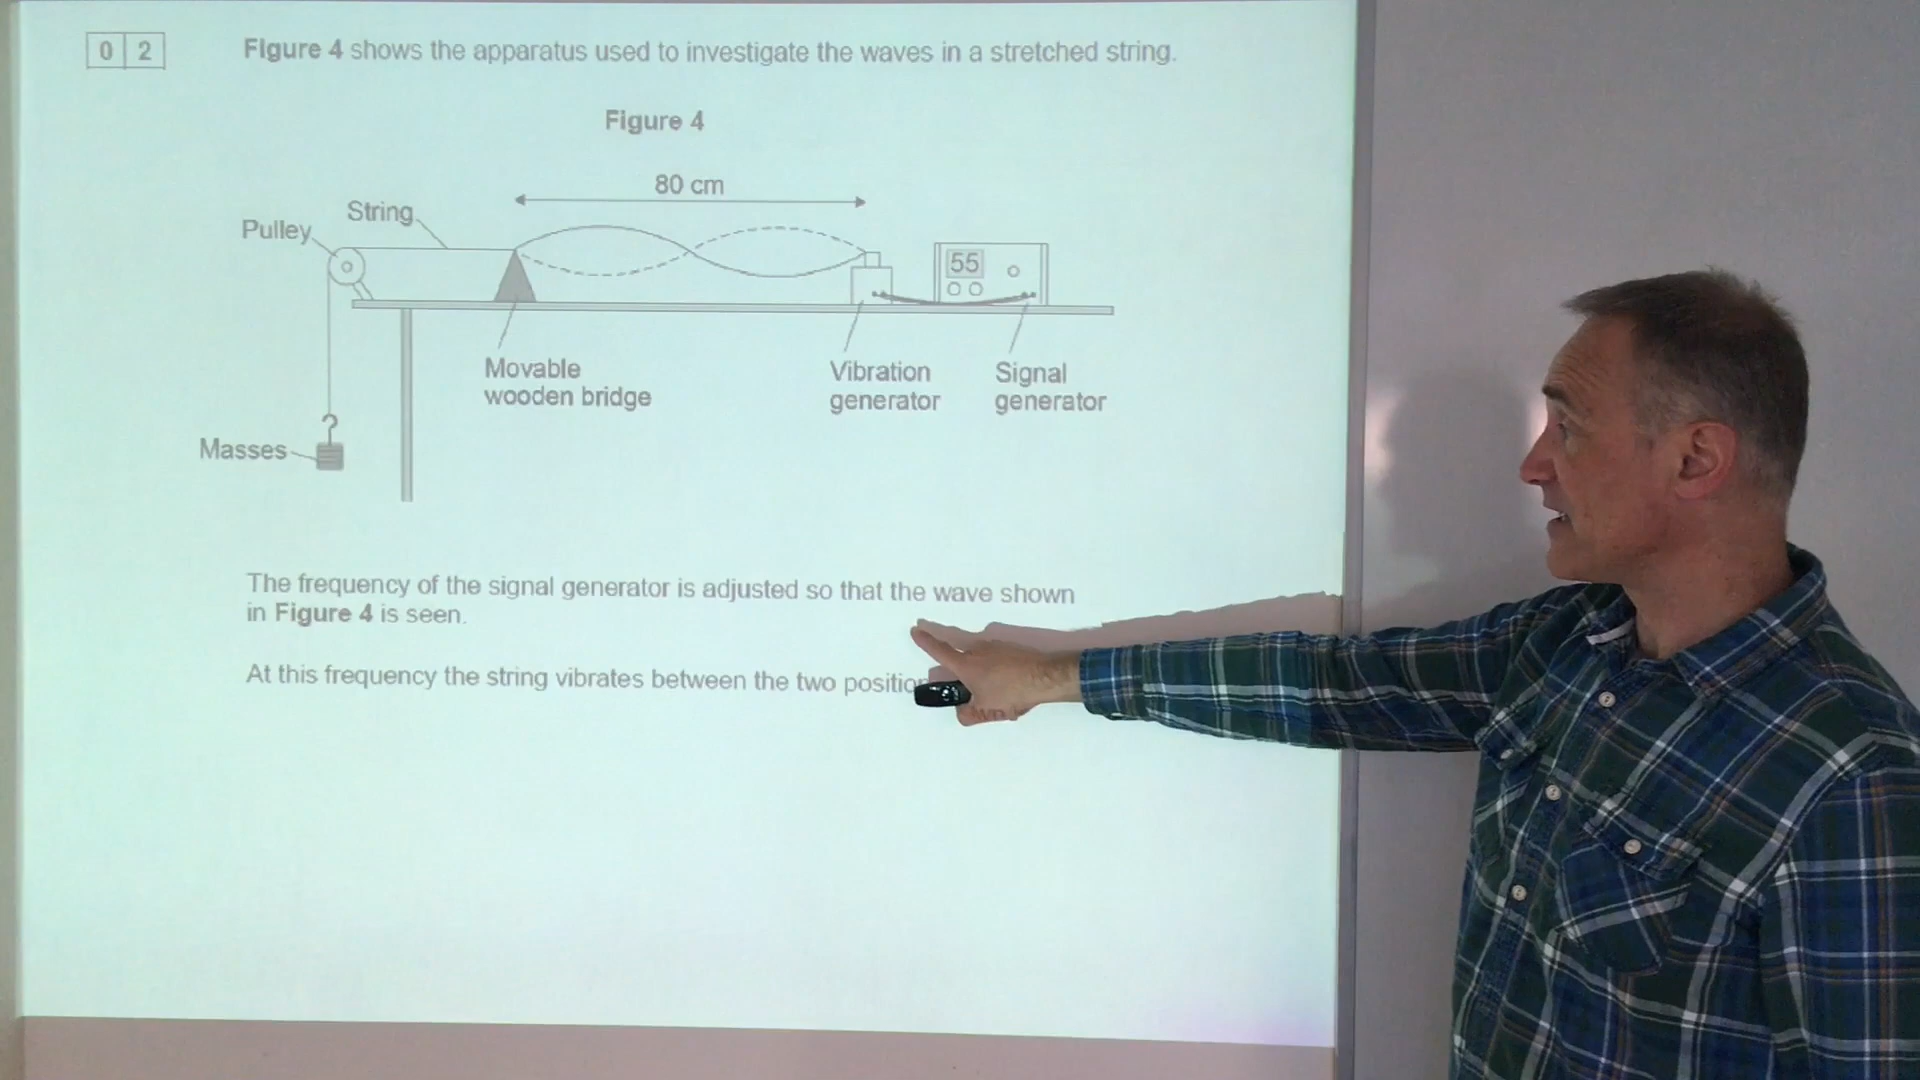 0 2
Figure 4 shows the apparatus used to investigate the waves in a stretched string.
Figure 4
80 cm
String
Pulley
55
Movable
wooden bridge
Vibration
generator
Signal
generator
Masses
The frequency of the signal generator is adjusted so that the wave shown
in Figure 4 is seen.
At this frequency the string vibrates between the two